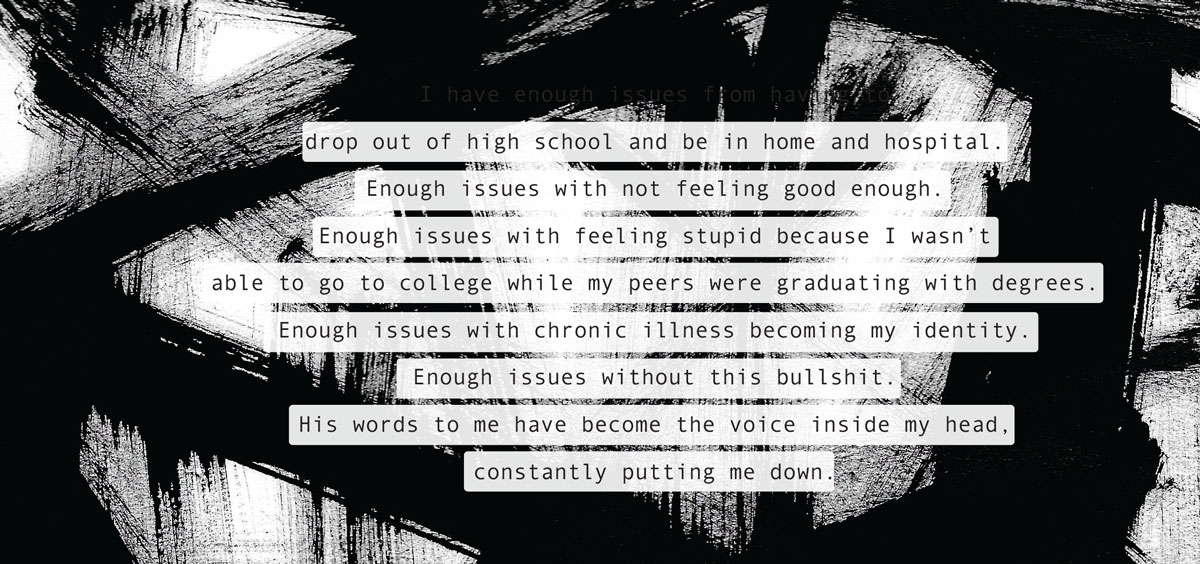 I have enough issues from having to
drop out of high school and be in home and hospital.
Enough issues with not feeling good enough.
Enough issues with feeling stupid because I wasn’t
able to go to college while my peers were graduating with degrees.
Enough issues with chronic illness becoming my identity.
Enough issues without this bullshit.
His words to me have become the voice inside my head,
constantly putting me down.